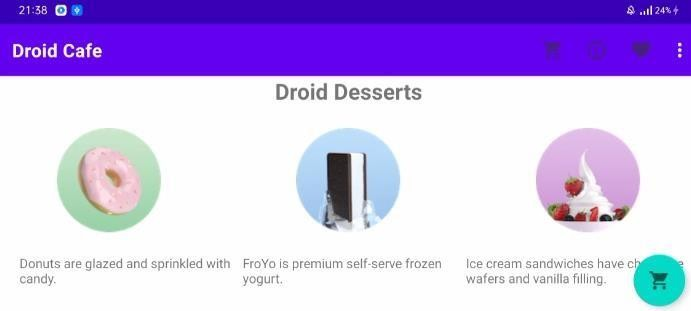 21:38
24%
Droid Cafe
Droid Desserts
Donuts are glazed and sprinkled with
candy.
FroYo is premium self-serve frozen
yogurt.
Ice cream sandwiches have
wafers and vanilla filling.